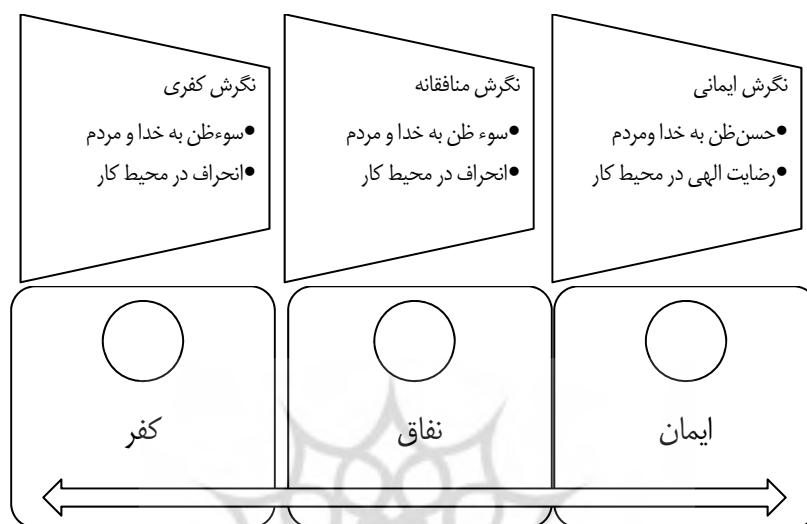 نگرش ایمانی
●حسن‌ظن به خدا ومردم
●رضایت الهی در محیط کار
نگرش منافقانه
●سوء ظن به خدا و مردم
●انحراف در محیط کار
نگرش کفری
●سوءظن به خدا و مردم
●انحراف در محیط کار
ایمان
نفاق
کفر